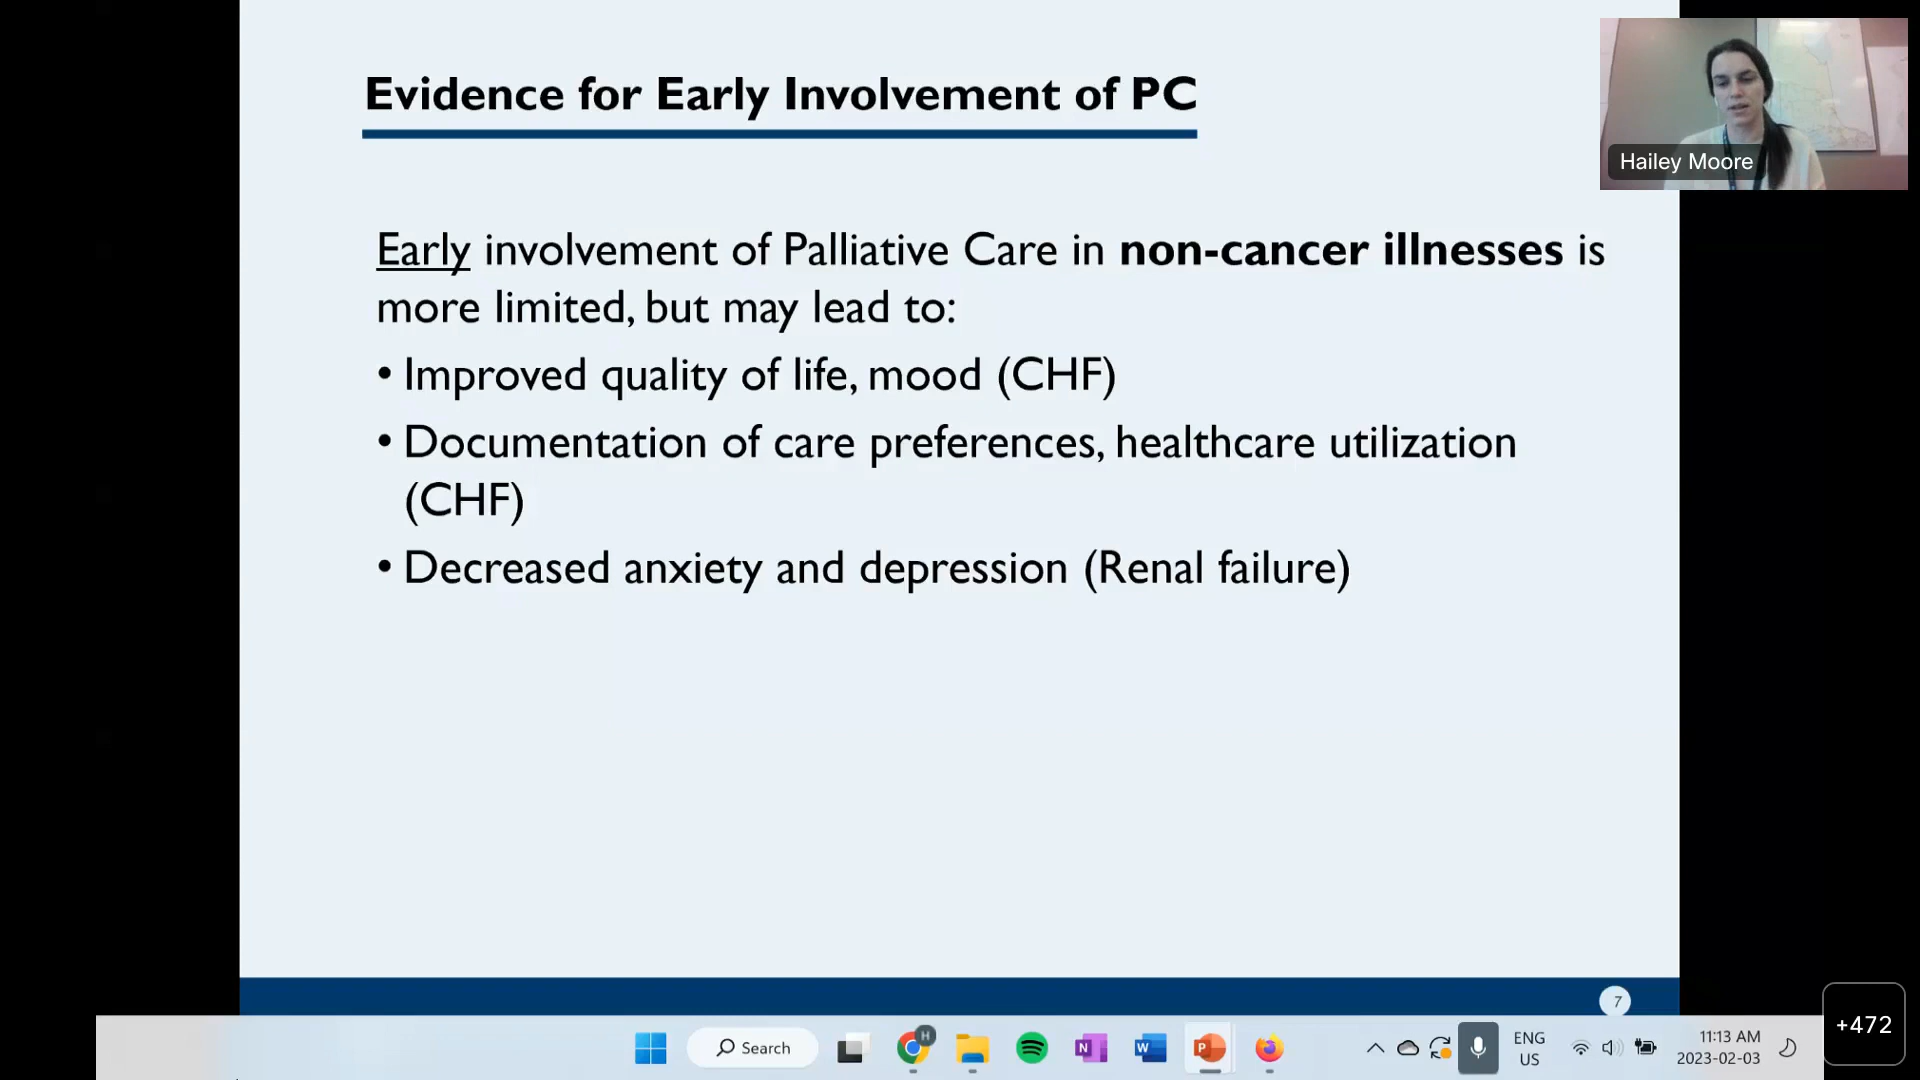 Evidence for Early Involvement of PC
Hailey Moore
Early involvement of Palliative Care in non-cancer illnesses is
more limited, but may lead to:
• Improved quality of life, mood (CHF)
• Documentation of care preferences, healthcare utilization
(CHF)
• Decreased anxiety and depression (Renal failure)
7
Search
H
N
W
P
ENG
US
11:13 AM
2023-02-03
+472